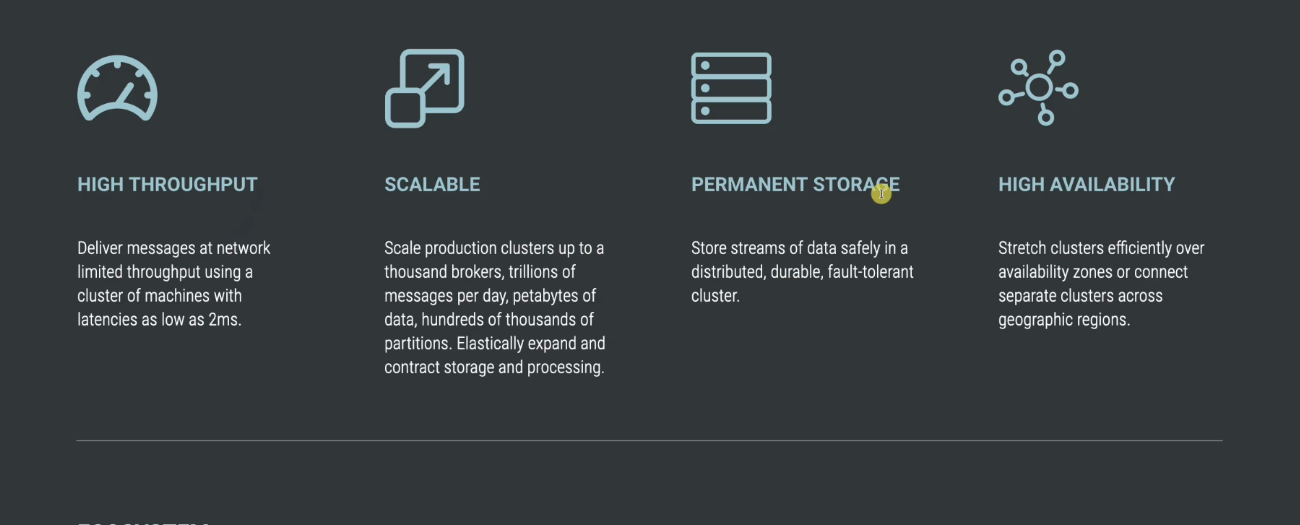 HIGH THROUGHPUT
Deliver messages at network
limited throughput using a
cluster of machines with
latencies as low as 2ms.
SCALABLE
Scale production clusters up to a
thousand brokers, trillions of
messages per day, petabytes of
data, hundreds of thousands of
partitions. Elastically expand and
contract storage and processing.
PERMANENT STORAGE
Store streams of data safely in a
distributed, durable, fault-tolerant
cluster.
HIGH AVAILABILITY
Stretch clusters efficiently over
availability zones or connect
separate clusters across
geographic regions.